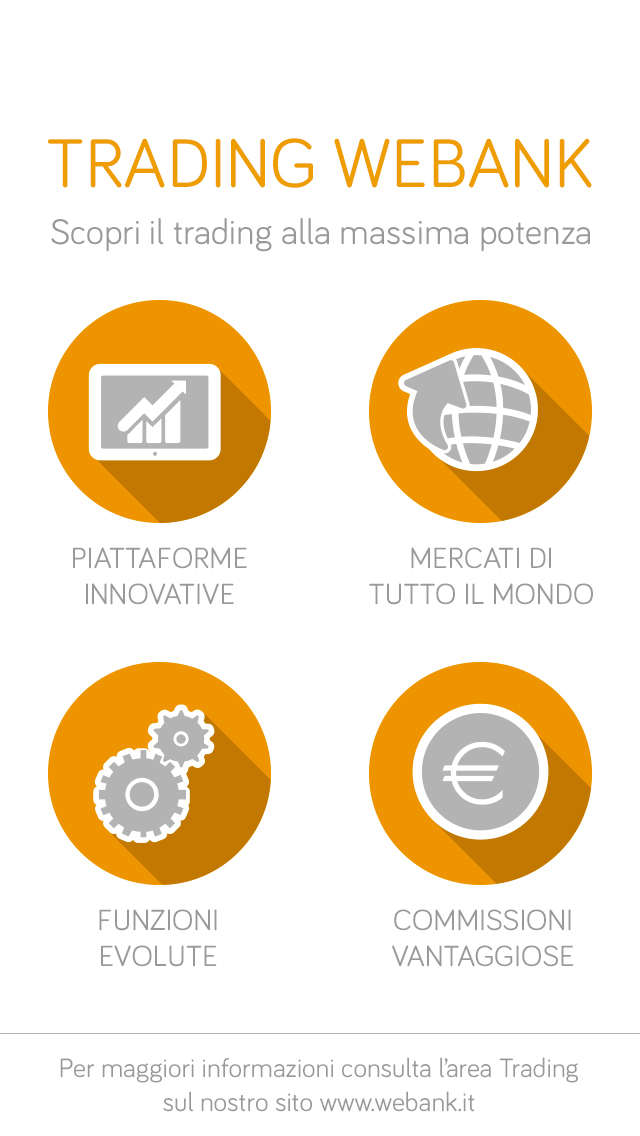 TRADING WEBANK
Scopri il trading alla massima potenza
PIATTAFORME
INNOVATIVE
MERCATI DI
TUTTO IL MONDO
€
FUNZIONI
EVOLUTE
COMMISSIONI
VANTAGGIOSE
Per maggiori informazioni consulta l'area Trading
sul nostro sito www.webank.it